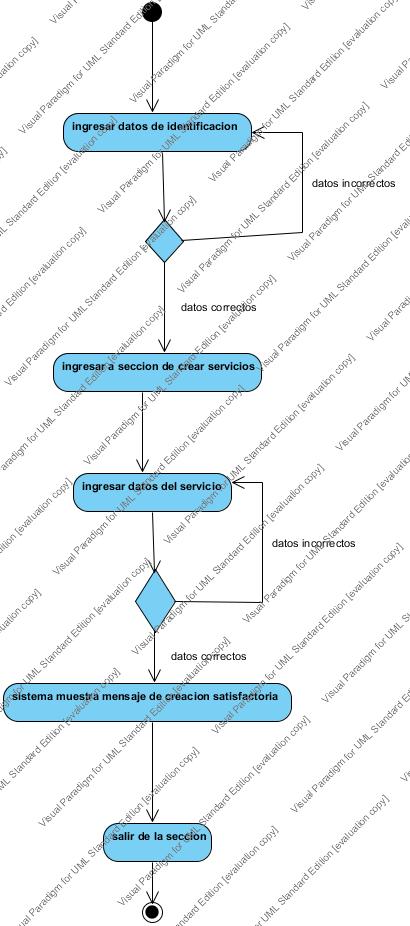 ingresar datos de identificacion
datos incorrectos
datos correctos
ingresar a seccion de crear servicios
ingresar datos del servicio
datos incorrectos
datos correctos
sistema muestra mensaje de creacion satisfactoria
salir de la seccion
Visual Paradigm for UML Standard Edition [evaluation copy]